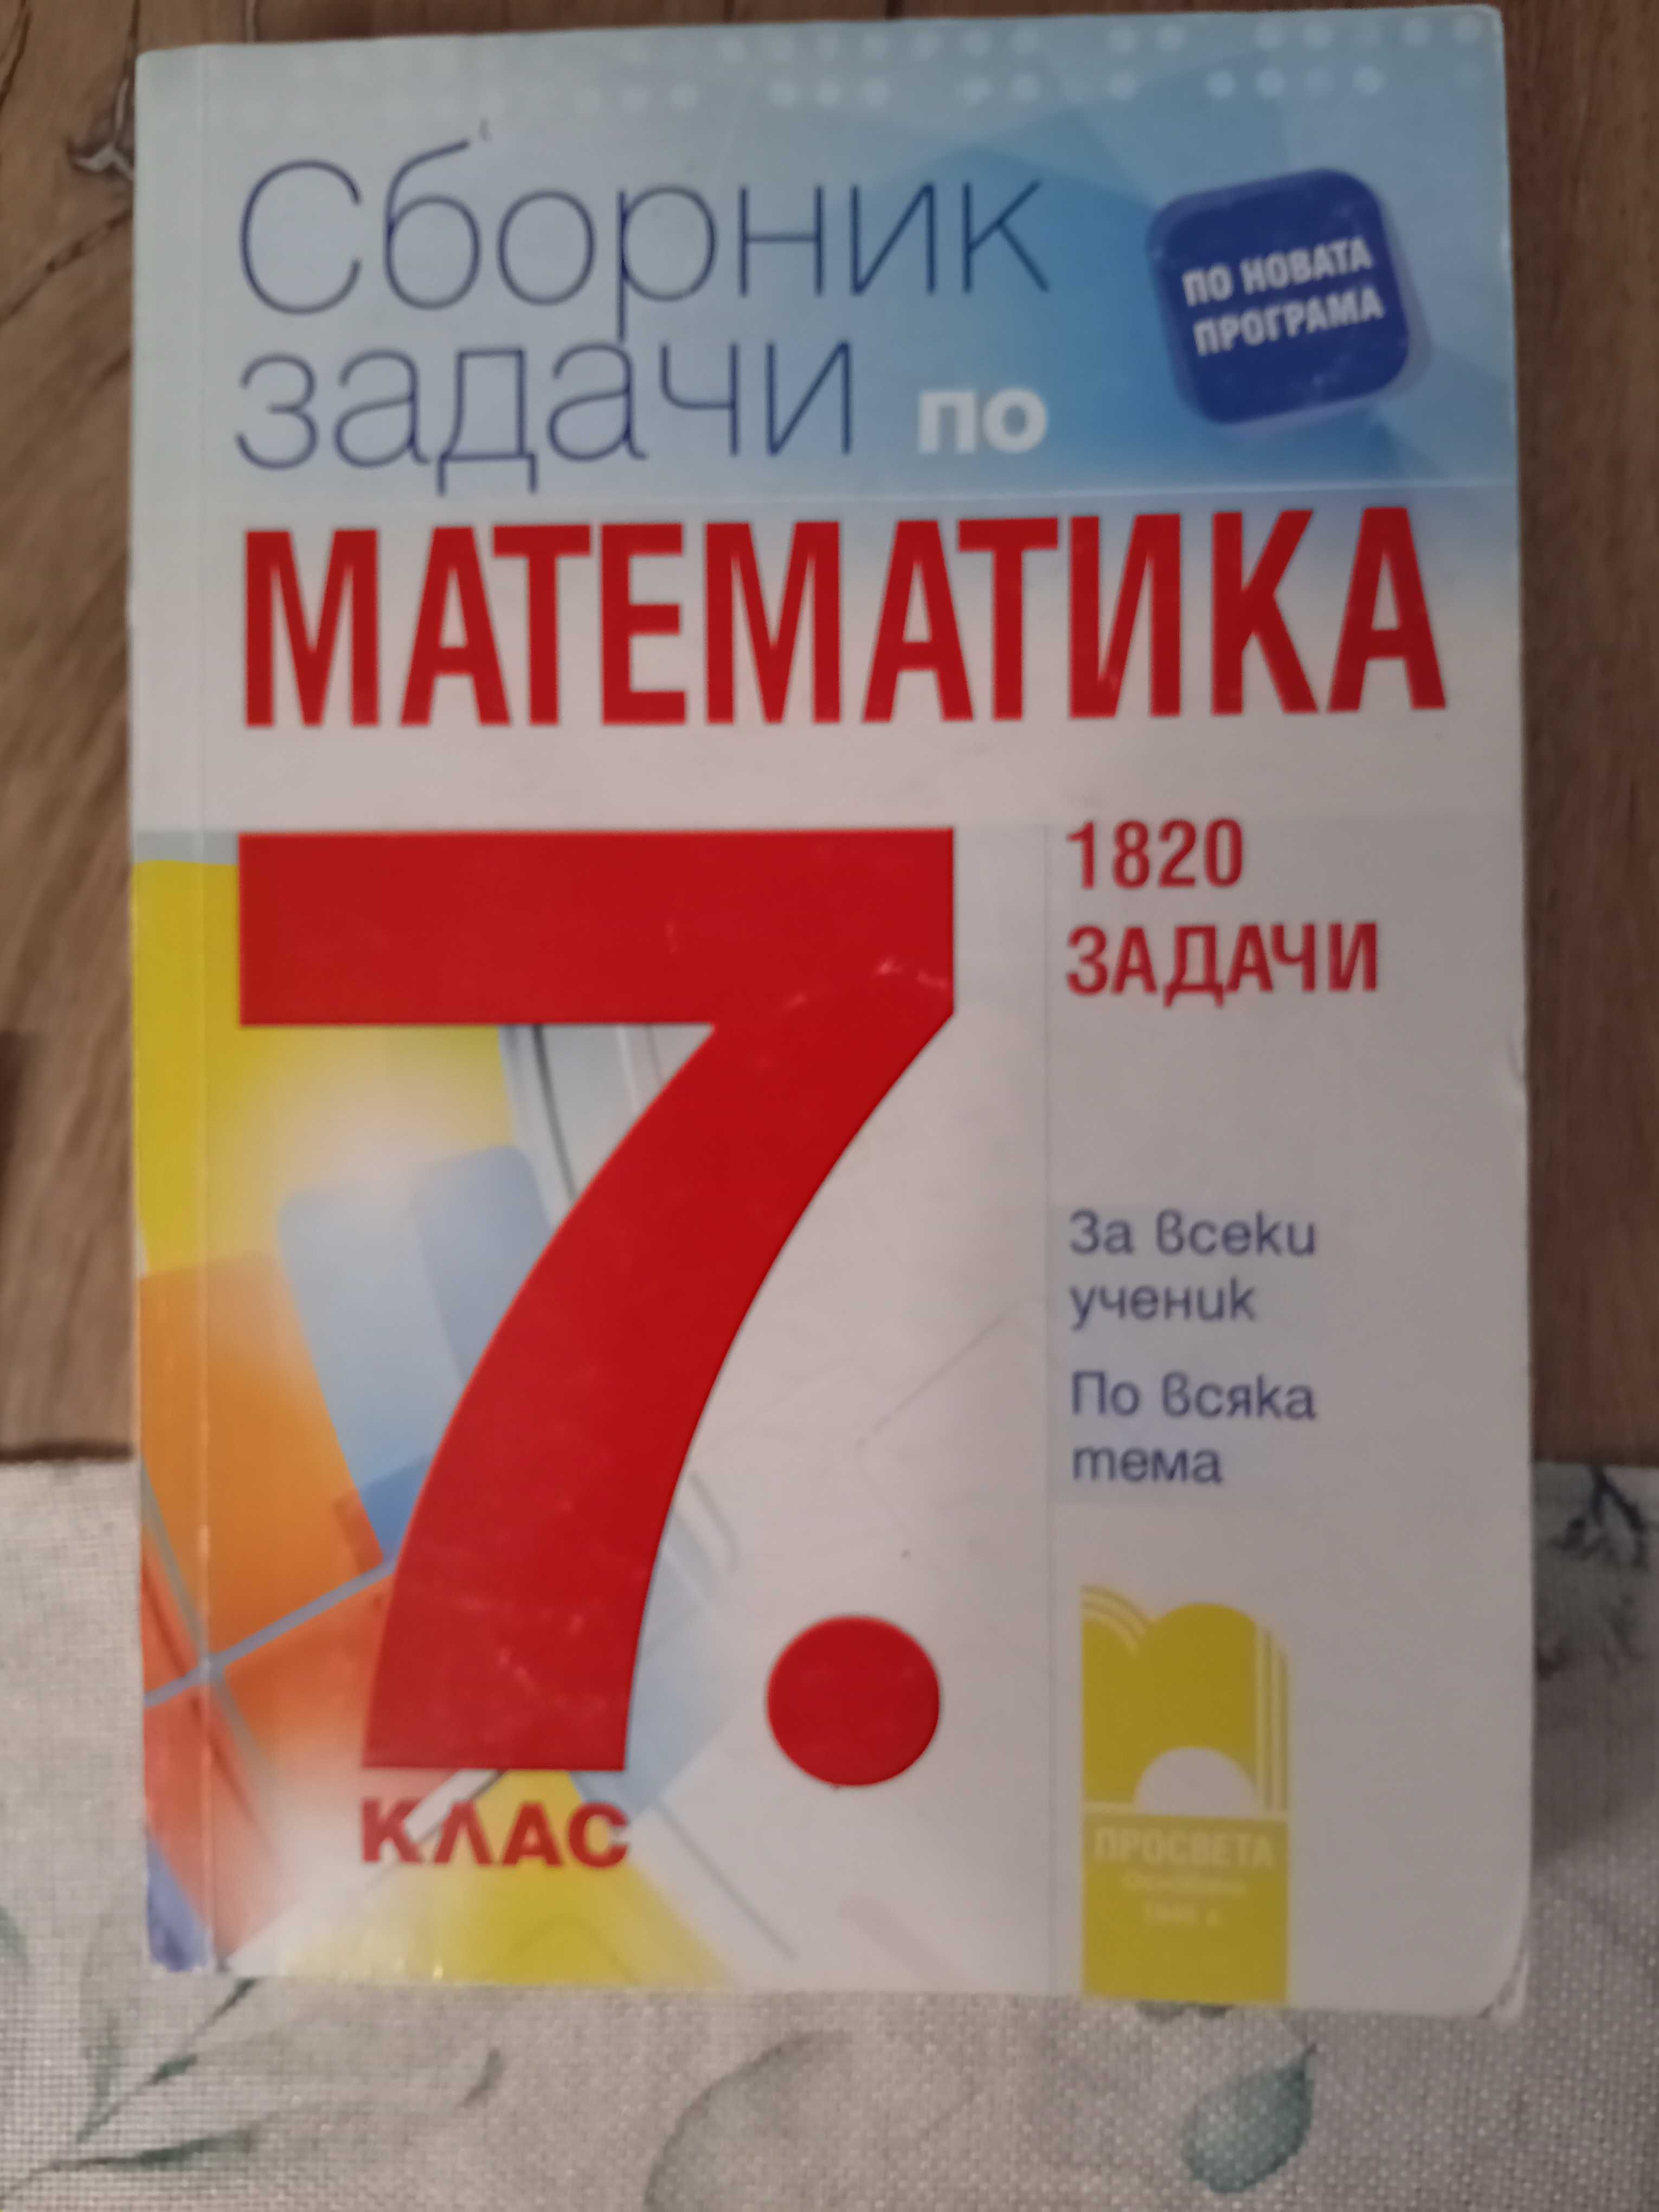 Сборник
задачи по
ПО НОВАТА
ПРОГРАМА
МАТЕМАТИКА
7.
КЛАС
1820
ЗАДАЧИ
За всеки
ученик
По всяка
тема
ПРОСВЕТА